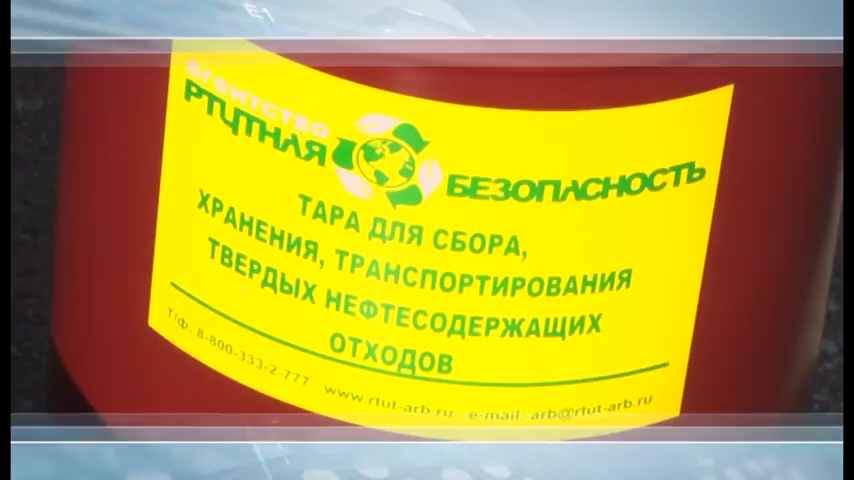 агентство
РТУТНАЯ БЕЗОПАСНОСТЬ
ТАРА ДЛЯ СБОРА,
ХРАНЕНИЯ, ТРАНСПОРТИРОВАНИЯ
ТВЕРДЫХ НЕФТЕСОДЕРЖАЩИХ
ОТХОДОВ
Т/ф. 8-800-333-2-777 www.rtut-arb.ru e-mail: arb@rtut-arb.ru